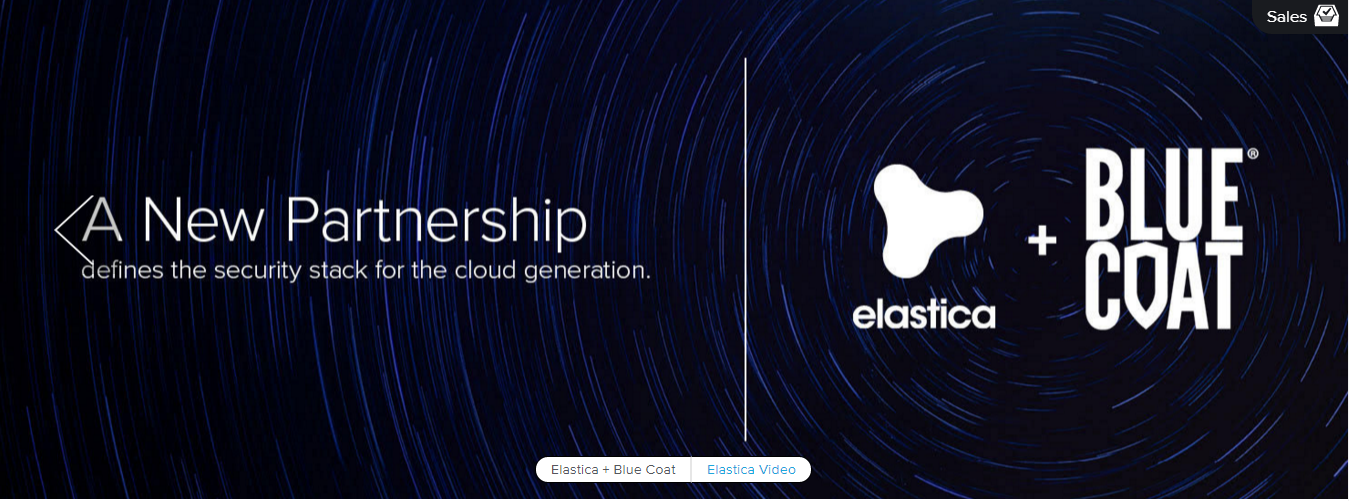 Sales
A New Partnership
defines the security stack for the cloud generation.
elastica
+
BLUE
COAT®
Elastica + Blue Coat
Elastica Video